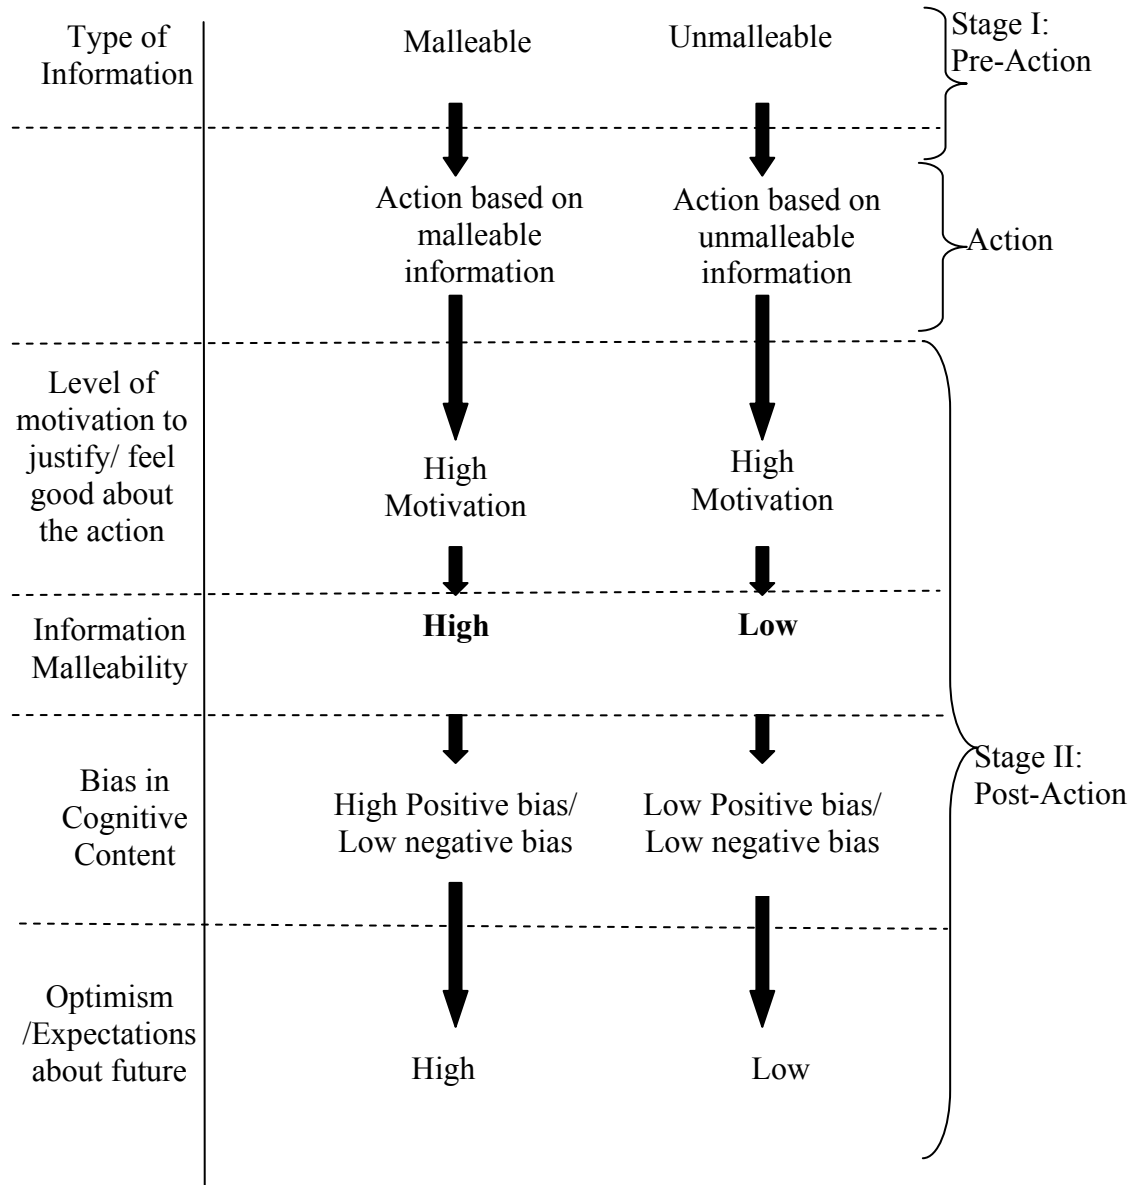 Type of
Information
Malleable
Unmalleable
Stage I:
Pre-Action
Action based on
malleable
information
Action based on
unmalleable
information
Action
Level of
motivation to
justify/ feel
good about
the action
High
Motivation
High
Motivation
Information
Malleability
High
Low
Stage II:
Post-Action
Bias in
Cognitive
Content
High Positive bias/
Low negative bias
Low Positive bias/
Low negative bias
Optimism
/Expectations
about future
High
Low